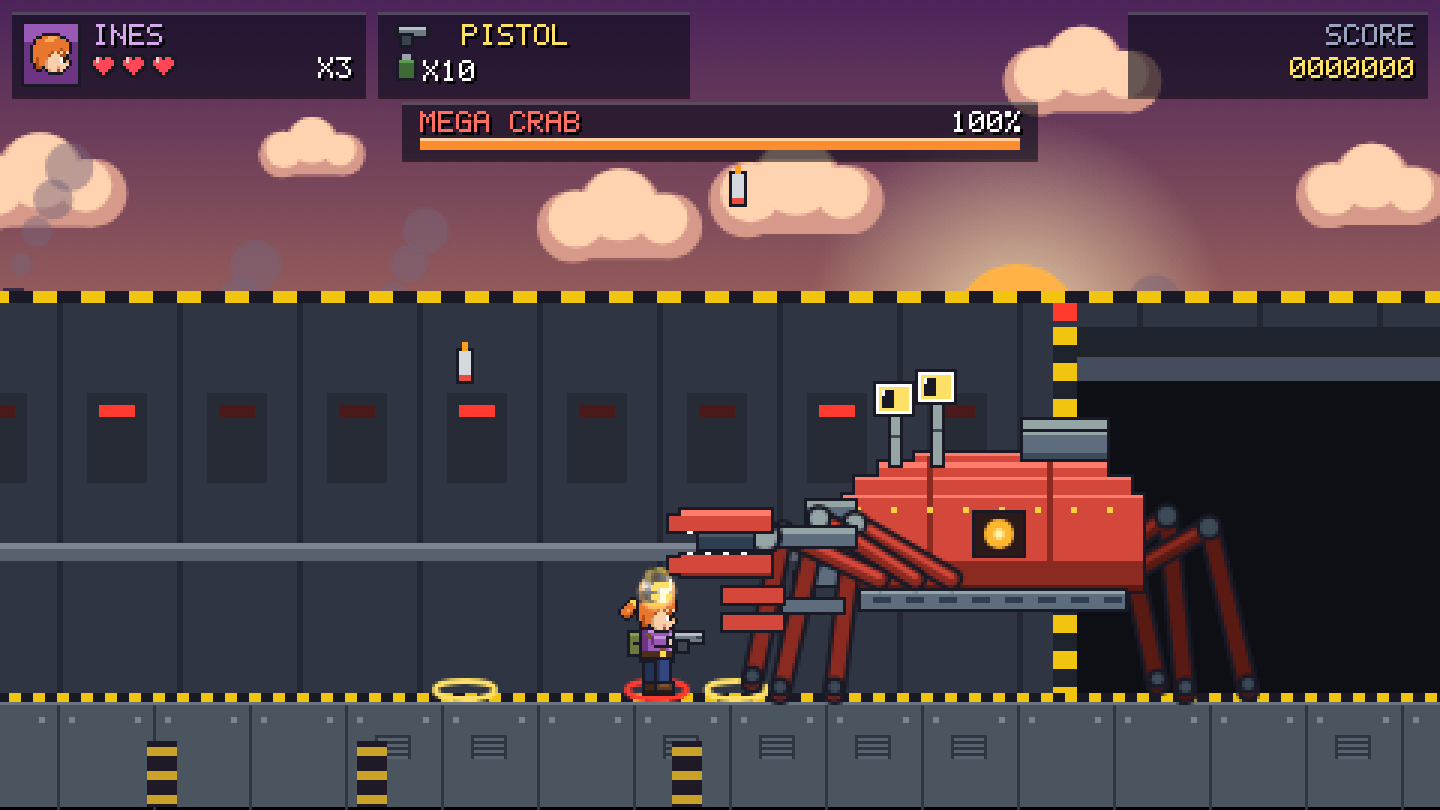 INES
X3
PISTOL
X10
SCORE
0000000
MEGA CRAB 100%